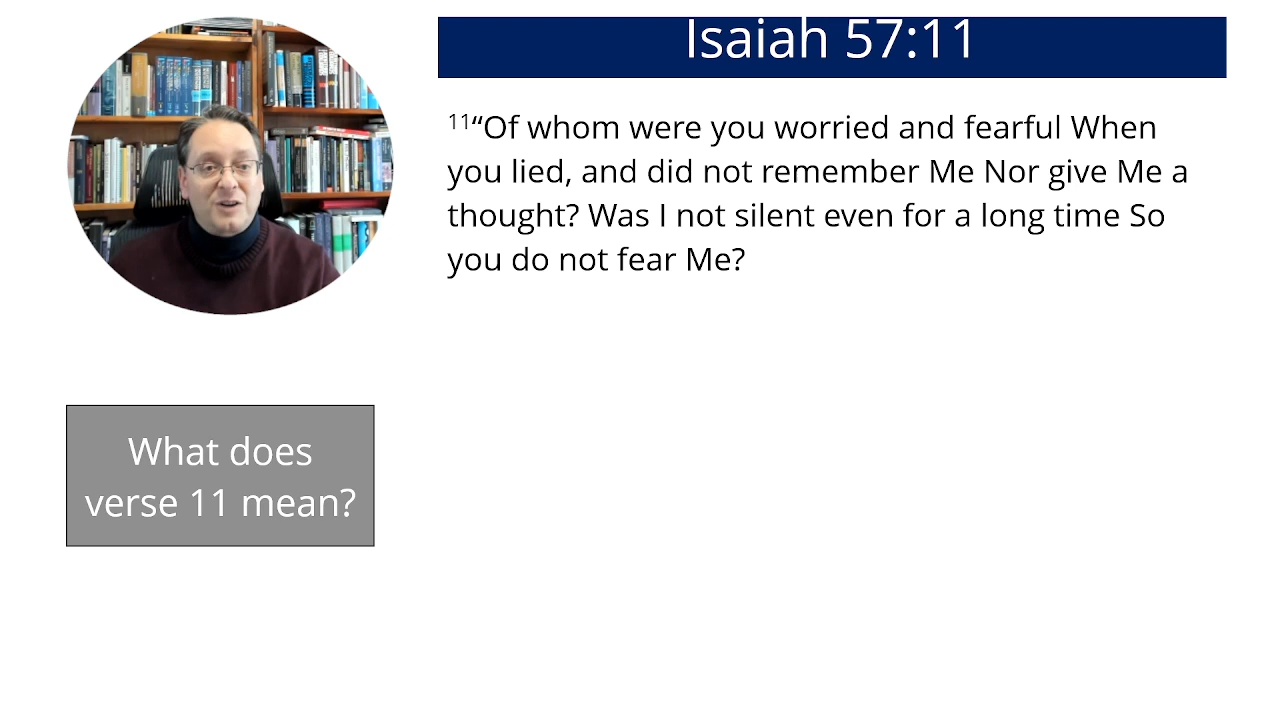 Isaiah 57:11
11“Of whom were you worried and fearful When
you lied, and did not remember Me Nor give Me a
thought? Was I not silent even for a long time So
you do not fear Me?
What does
verse 11 mean?